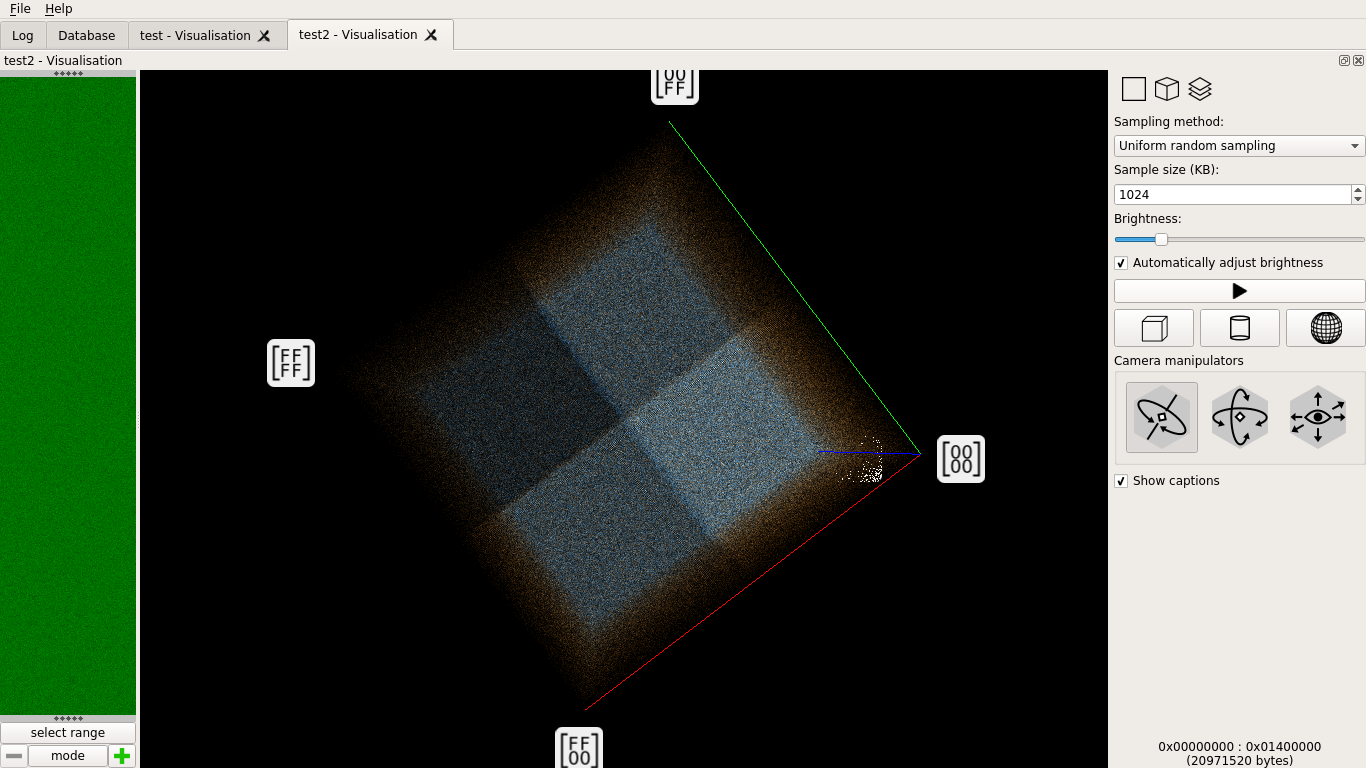 File Help
Log Database test - Visualisation test2 - Visualisation
test2 - Visualisation
00
FF
Sampling method:
Uniform random sampling
Sample size (KB):
1024
Brightness:
Automatically adjust brightness
FF
FF
Camera manipulators
00
00
Show captions
FF
00
select range
mode
0x00000000 : 0x01400000
(20971520 bytes)